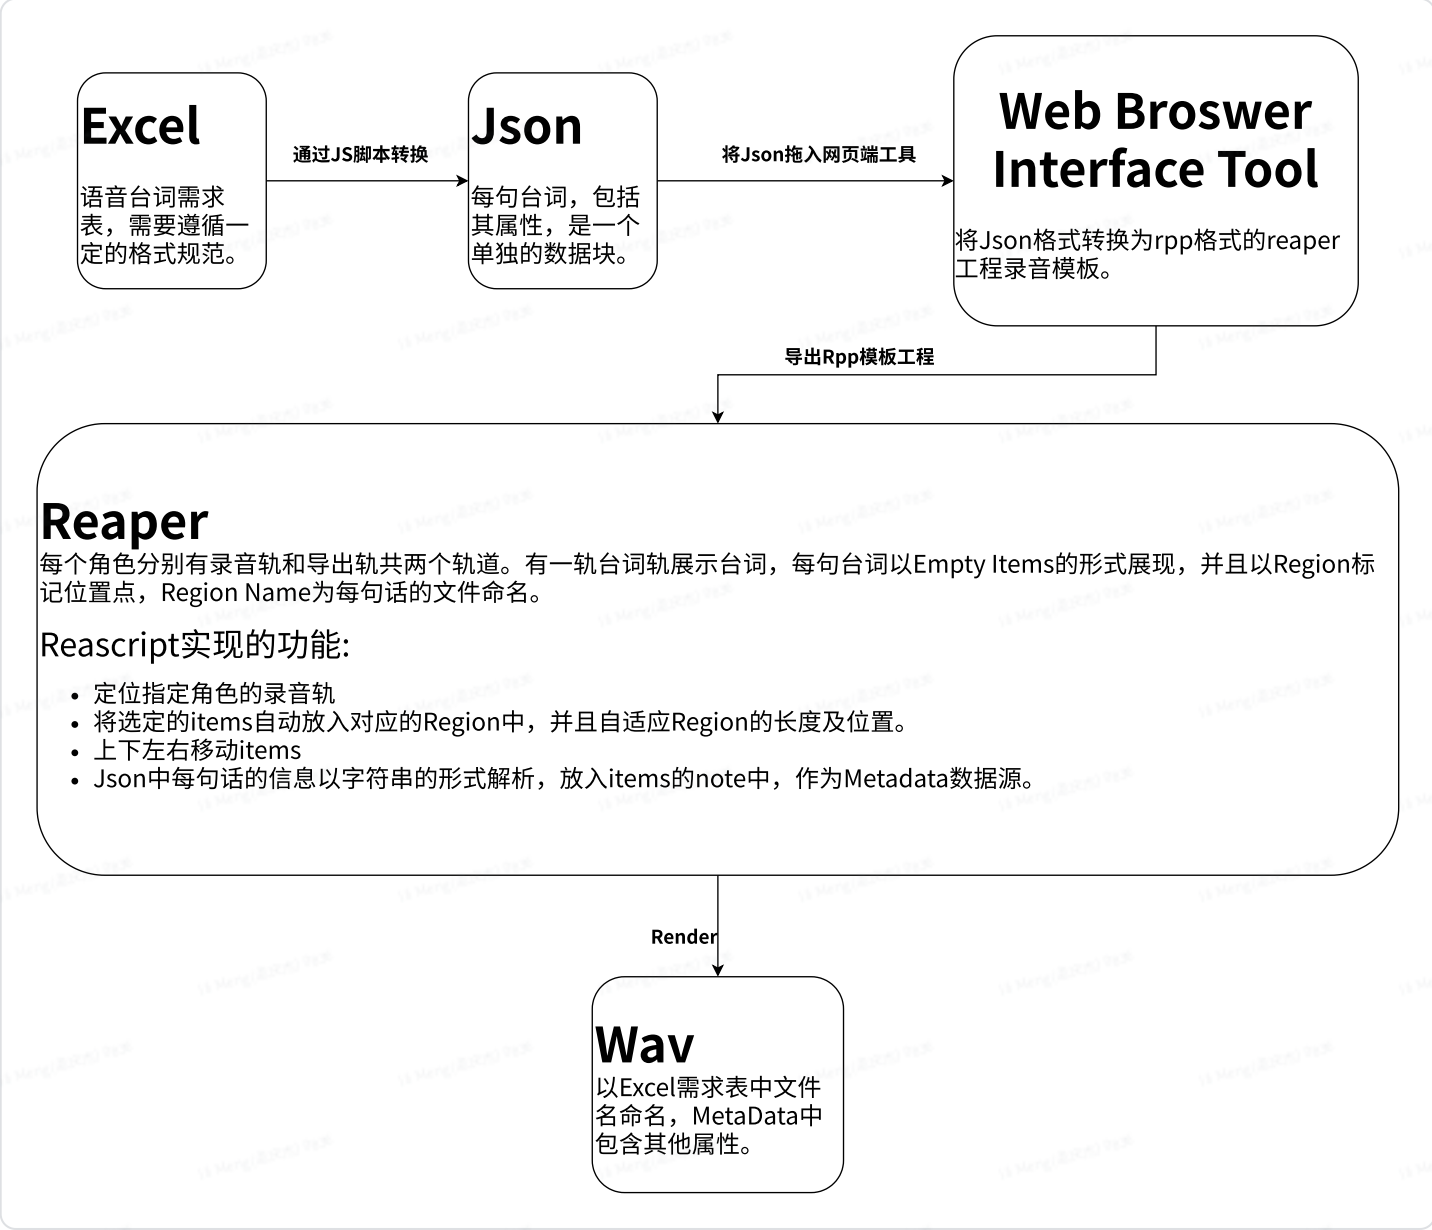 Excel
语音台词需求
表，需要遵循一
定的格式规范。
通过JS脚本转换
Json
每句台词，包括
其属性，是一个
单独的数据块。
将Json拖入网页端工具
Web Broswer
Interface Tool
将Json格式转换为rpp格式的reaper
工程录音模板。
导出Rpp模板工程
Reaper
每个角色分别有录音轨和导出轨共两个轨道。有一轨台词轨展示台词，每句台词以Empty Items的形式展现，并且以Region标
记位置点，Region Name为每句话的文件命名。
Reascript实现的功能:
• 定位指定角色的录音轨
• 将选定的items自动放入对应的Region中，并且自适应Region的长度及位置。
• 上下左右移动items
• Json中每句话的信息以字符串的形式解析，放入items的note中，作为Metadata数据源。
Render
Wav
以Excel需求表中文件
名命名，MetaData中
包含其他属性。